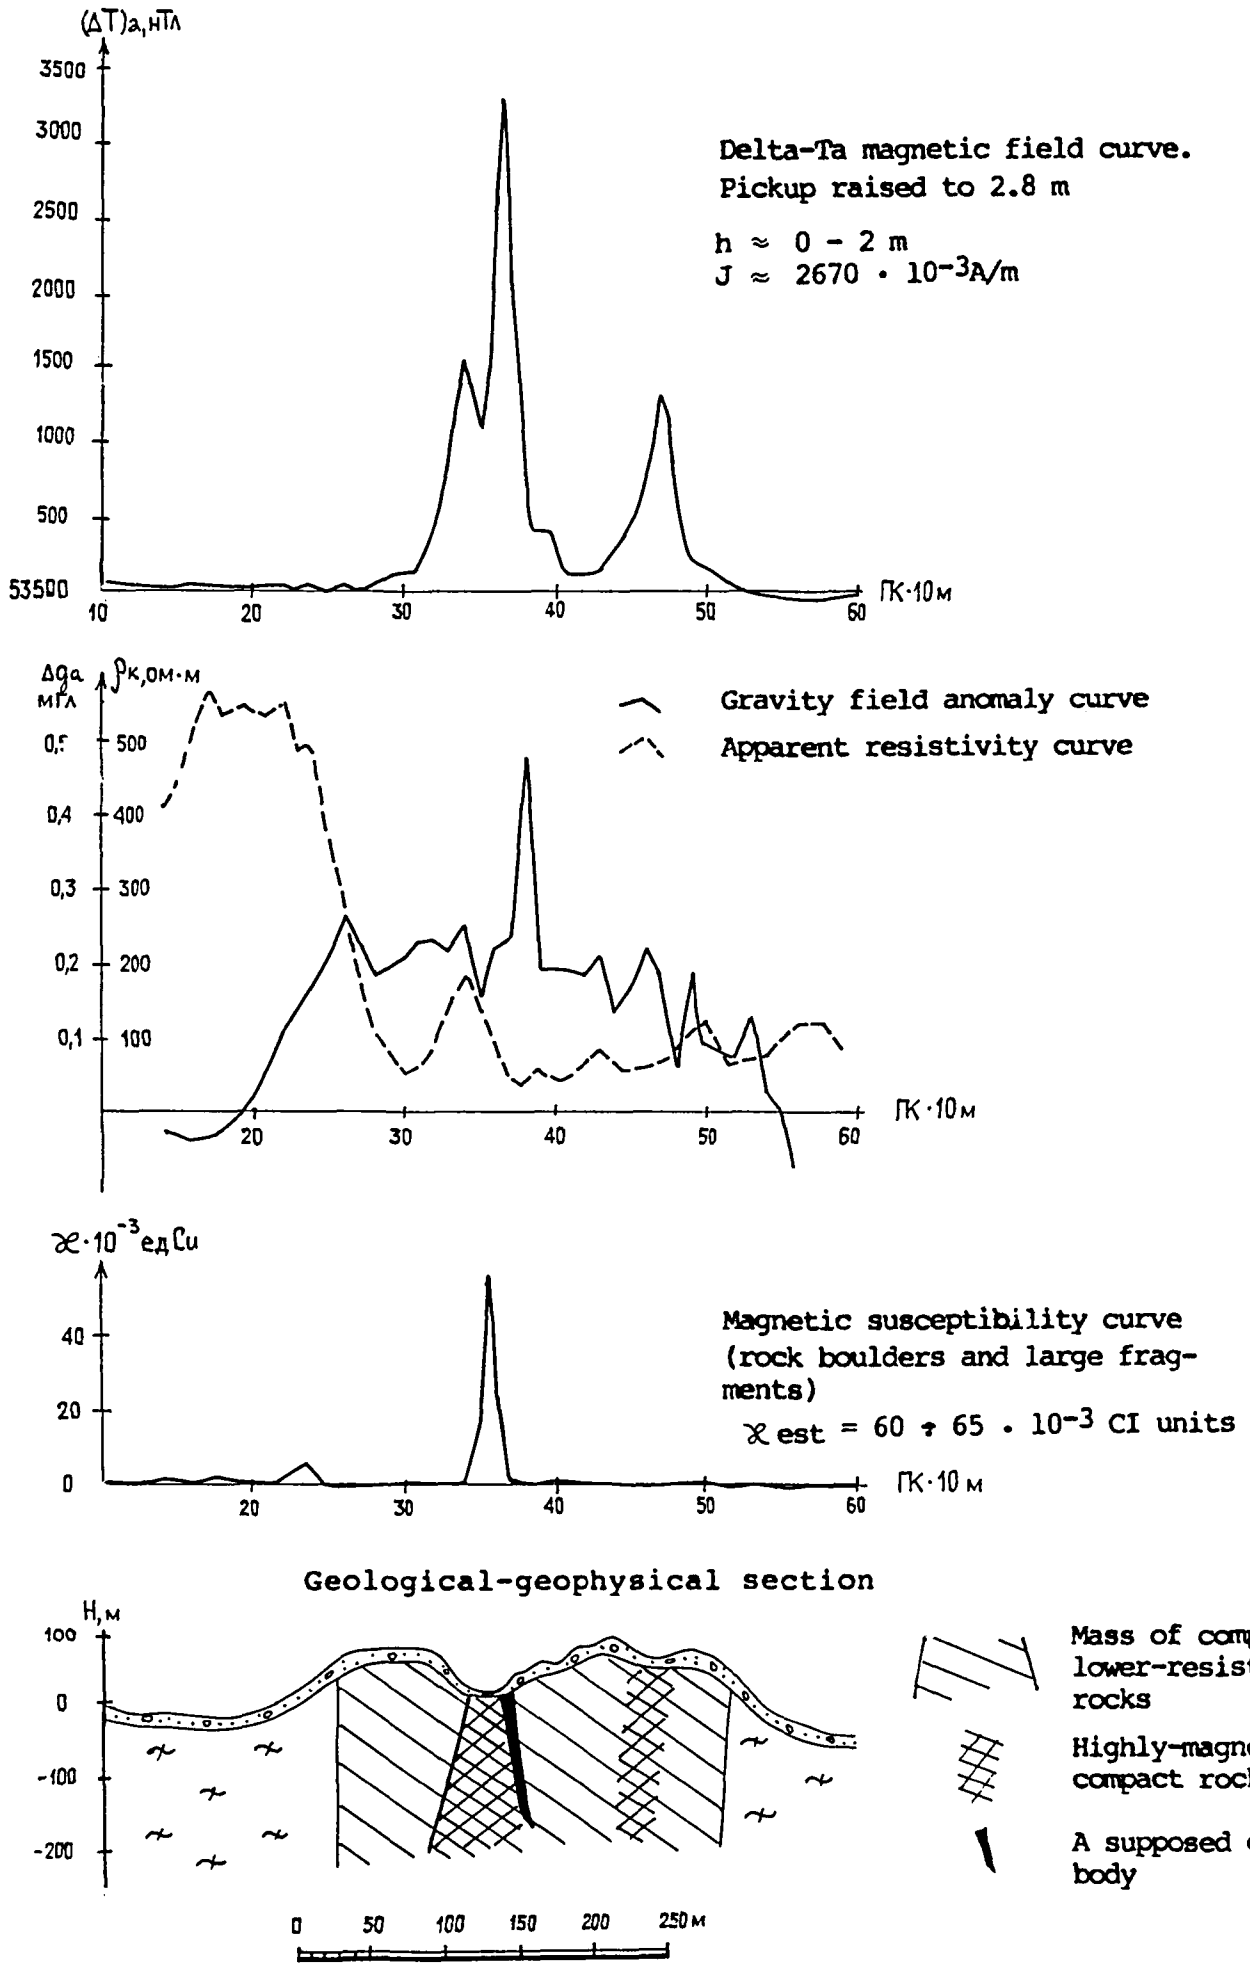 (ΔT)a, нТл
3500
3000
2500
2000
1500
1000
500
53500
10
20
30
40
50
60
ПК·10м
Delta-Ta magnetic field curve.
Pickup raised to 2.8 m
h ≈ 0 - 2 m
J ≈ 2670 · 10⁻³A/m
Δga
мГл
ρк, ом·м
0,5
500
0,4
400
0,3
300
0,2
200
0,1
100
20
30
40
50
60
ПК·10м
Gravity field anomaly curve
Apparent resistivity curve
æ·10⁻³ едСи
40
20
0
20
30
40
50
60
ПК·10м
Magnetic susceptibility curve
(rock boulders and large frag-
ments)
æ est = 60 ÷ 65 . 10⁻³ CI units
Geological-geophysical section
H, м
100
0
-100
-200
Mass of comp
lower-resist
rocks
Highly-magne
compact rock
A supposed
body
0
50
100
150
200
250м